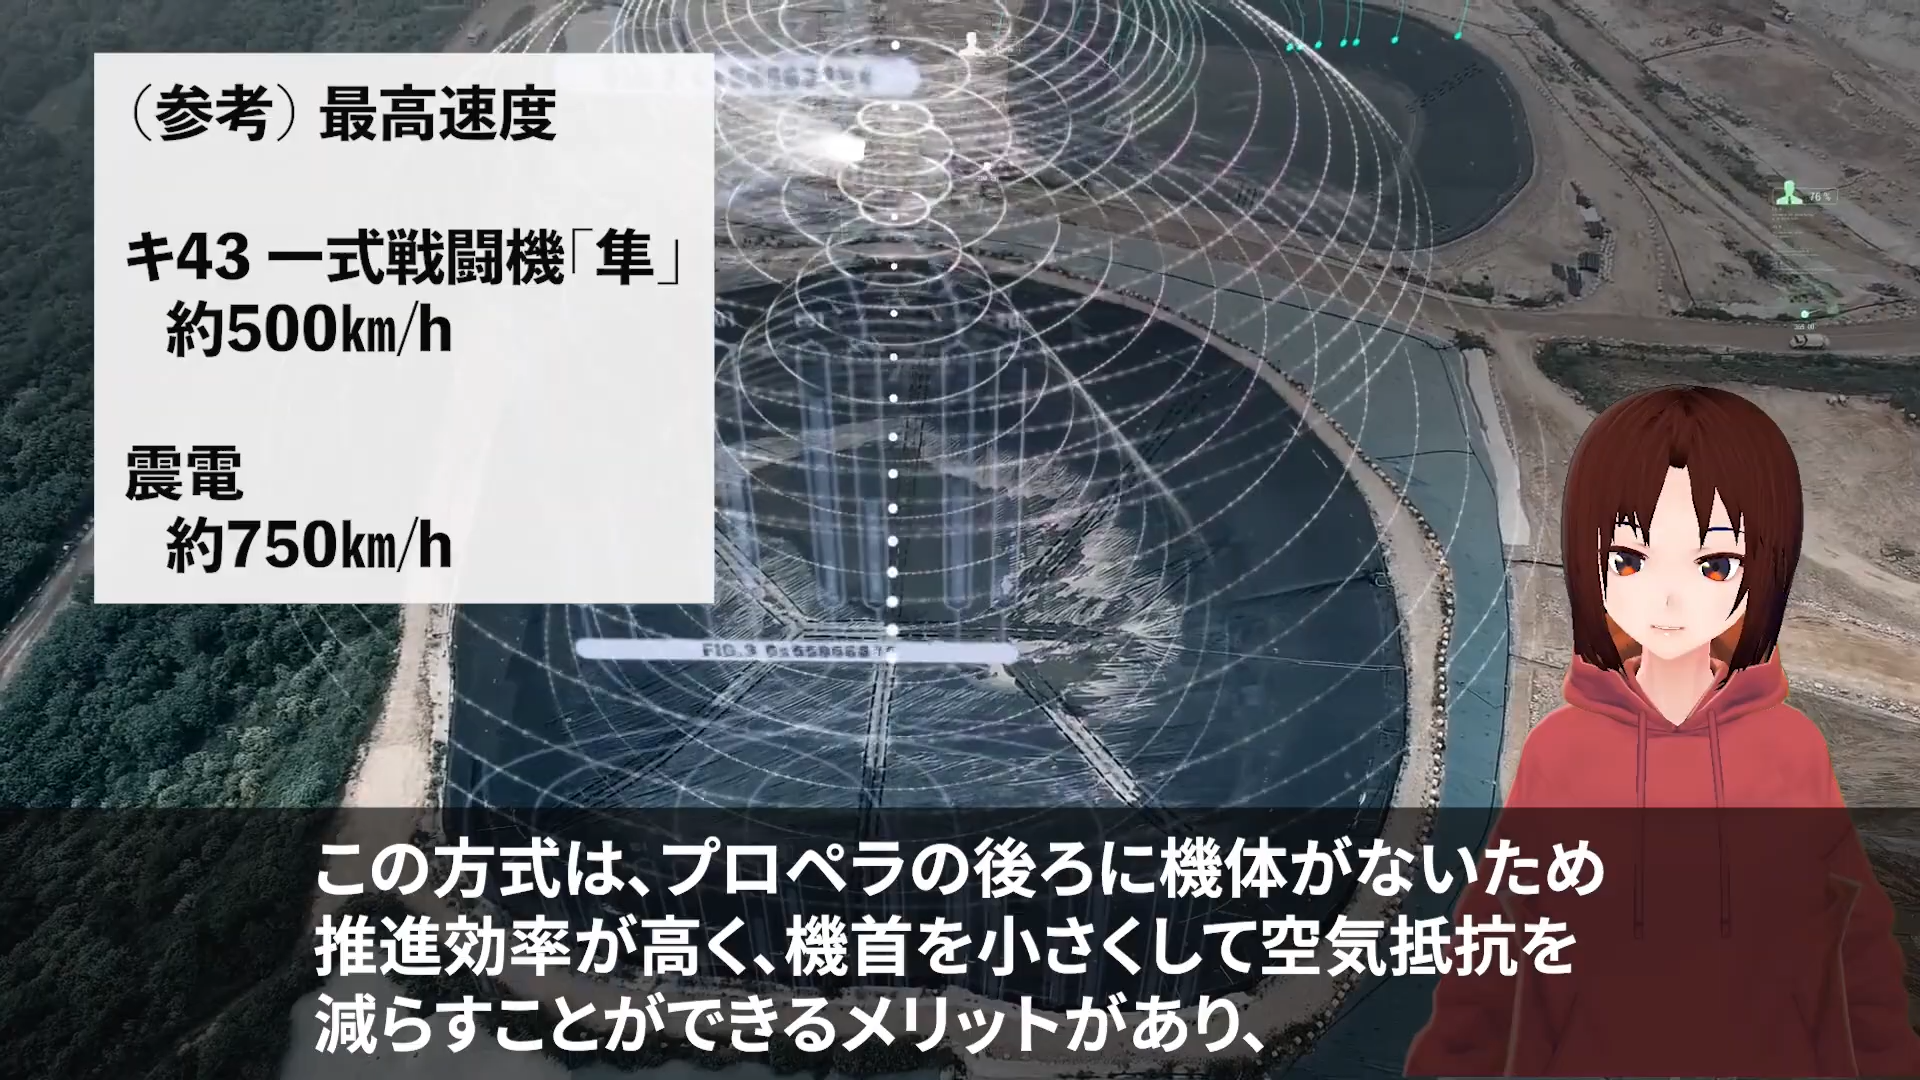 （参考）最高速度
キ43 一式戦闘機「隼」
約500㎞/h
震電
約750㎞/h
76 %
FIG.3
この方式は、プロペラの後ろに機体がないため
推進効率が高く、機首を小さくして空気抵抗を
減らすことができるメリットがあり、